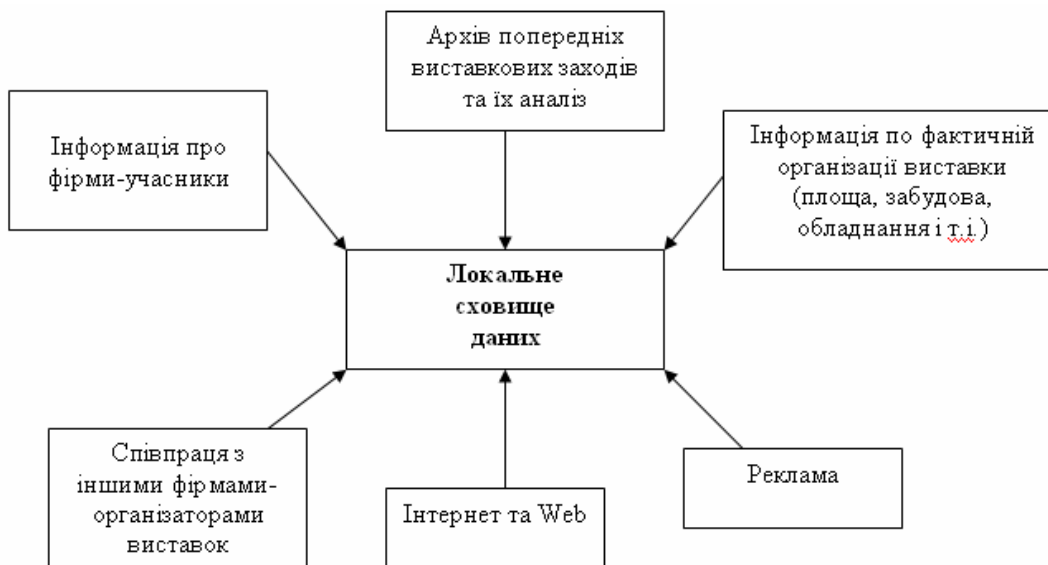 Архів попередніх
виставкових заходів
та їх аналіз
Інформація про
фірми-учасники
Інформація по фактичній
організації виставки
(площа, забудова,
обладнання і т.і.)
Локальне
сховище
даних
Співпраця з
іншими фірмами-
організаторами
виставок
Інтернет та Web
Реклама